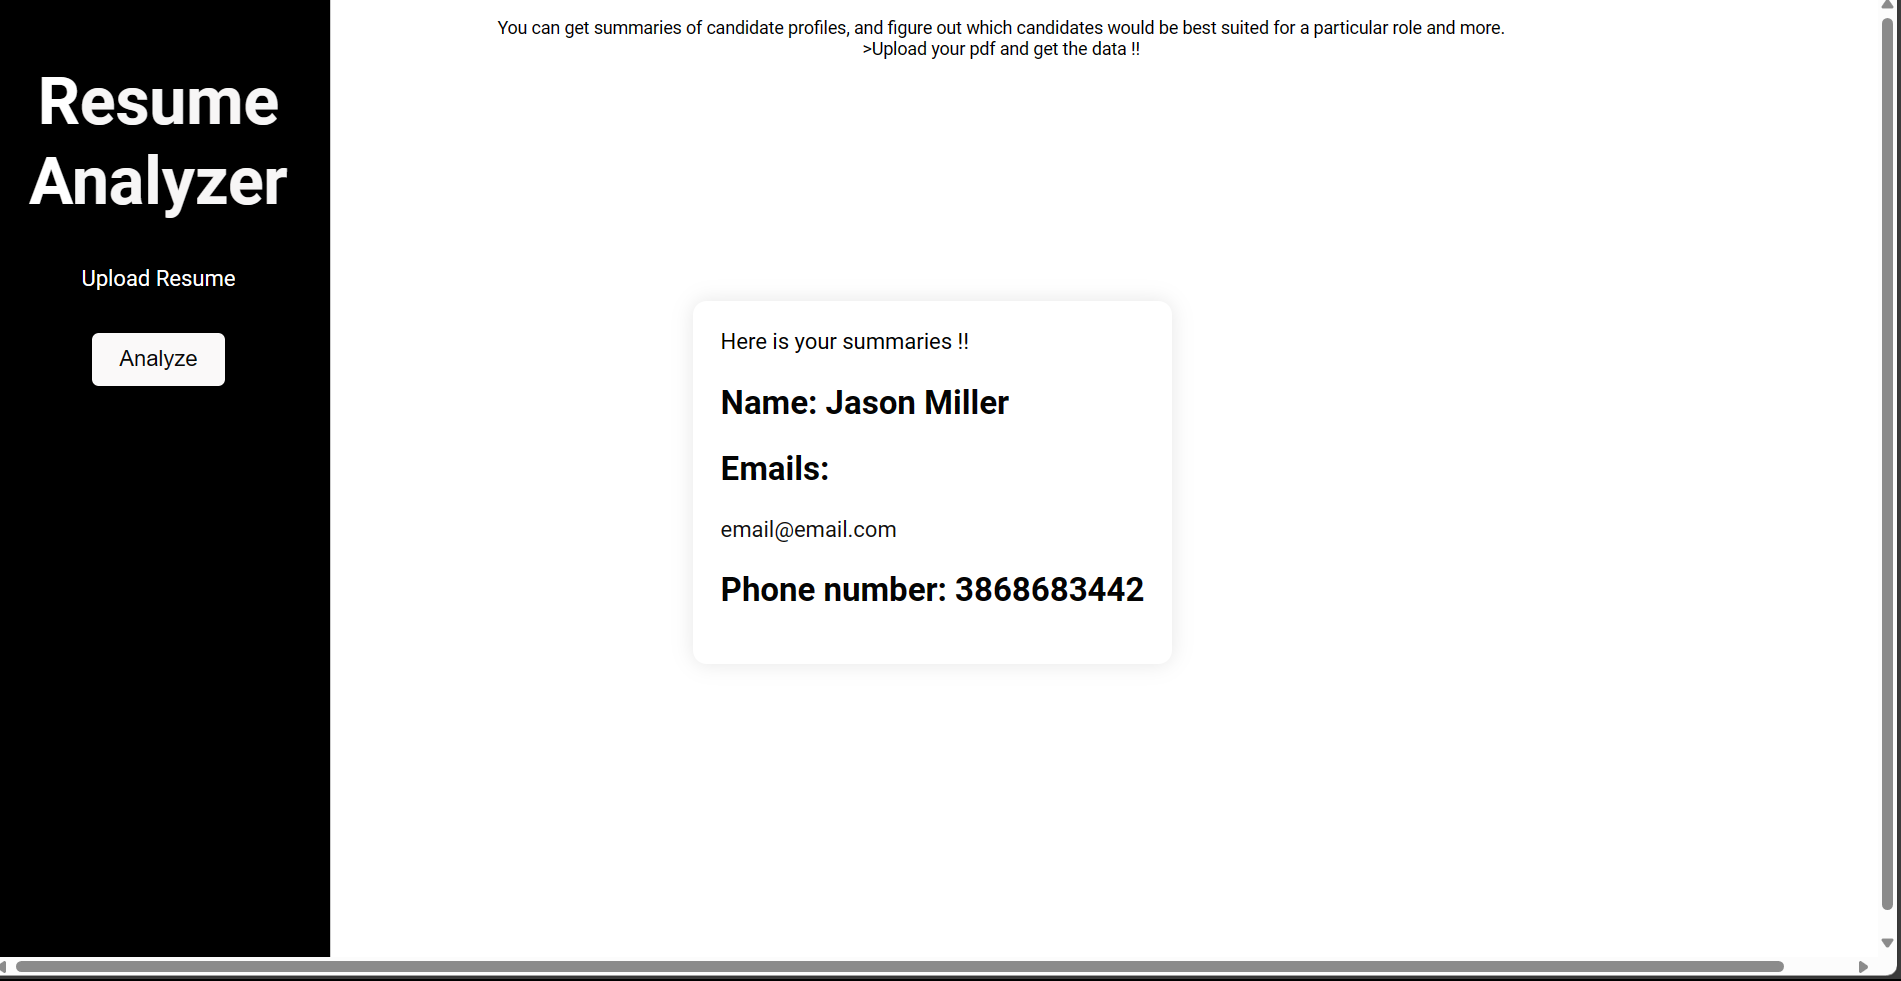 Resume
Analyzer
Upload Resume
Analyze
You can get summaries of candidate profiles, and figure out which candidates would be best suited for a particular role and more.
>Upload your pdf and get the data !!
Here is your summaries !!
Name: Jason Miller
Emails:
email@email.com
Phone number: 3868683442